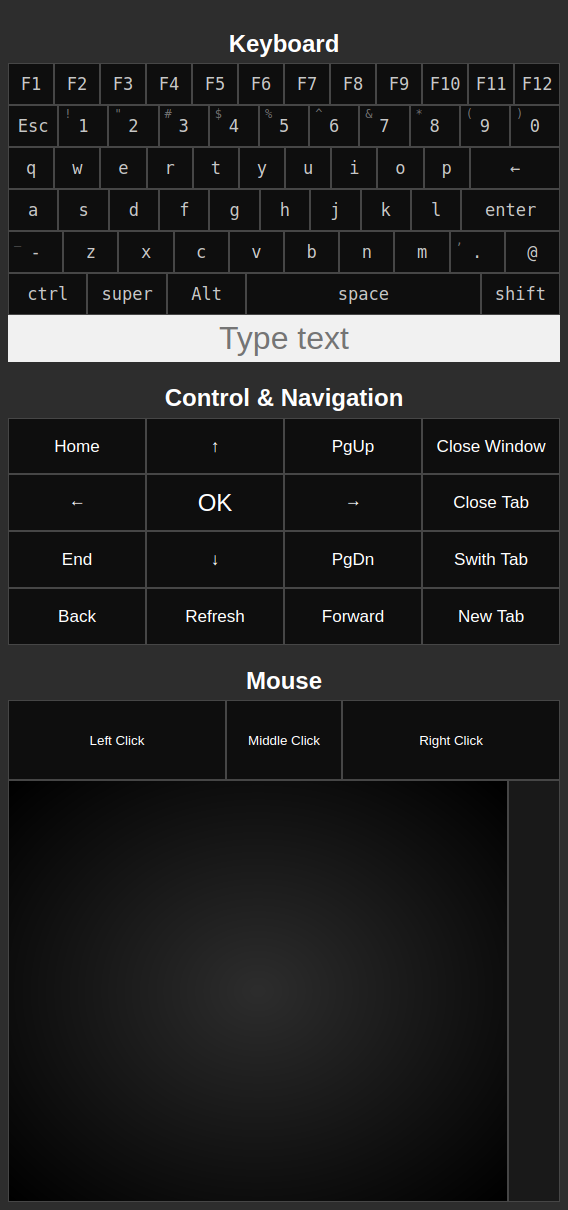 Keyboard
F1 F2 F3 F4 F5 F6 F7 F8 F9 F10 F11 F12
Esc ! 1 " 2 # 3 $ 4 % 5 ^ 6 & 7 * 8 ( 9 ) 0
q w e r t y u i o p ←
a s d f g h j k l enter
_ - z x c v b n m , . @
ctrl super Alt space shift
Type text
Control & Navigation
Home ↑ PgUp Close Window
← OK → Close Tab
End ↓ PgDn Swith Tab
Back Refresh Forward New Tab
Mouse
Left Click Middle Click Right Click